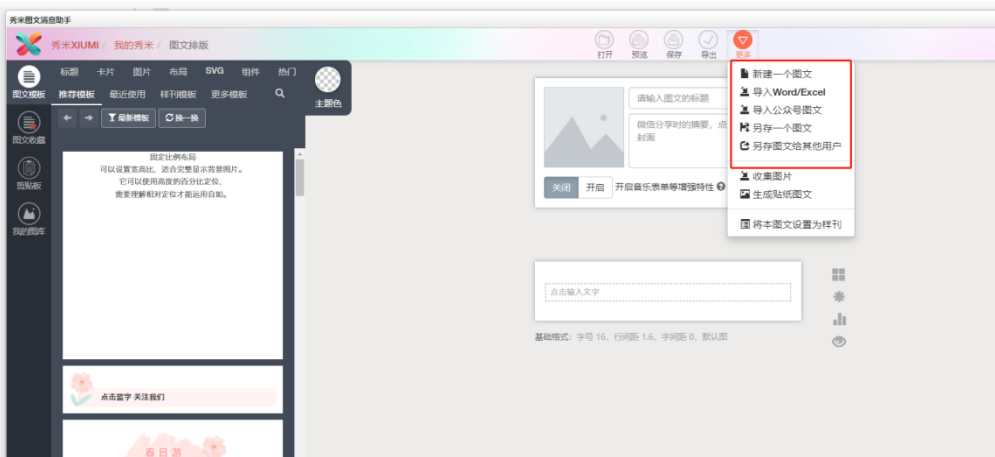 秀米图文消息助手
秀米XIUMI / 我的秀米 / 图文排版
打开 预览 保存 导出 更多
标题 卡片 图片 布局 SVG 组件 热门
图文模板 推荐模板 最近使用 样刊模板 更多模板
主题色
最新模板 换一换
图文收藏
剪贴板
我的图库
固定比例布局
可以设置宽高比，适合完整显示背景图片。
它可以使用高度的百分比定位，
需要理解相对定位才能运用自如。
点击蓝字 关注我们
春日游
请输入图文的标题
微信分享时的摘要，点
封面
关闭 开启 开启音乐表单等增强特性
新建一个图文
导入Word/Excel
导入公众号图文
另存一个图文
另存图文给其他用户
收集图片
生成贴纸图文
将本图文设置为样刊
点击输入文字
基础格式：字号 16，行间距 1.6，字间距 0，默认图